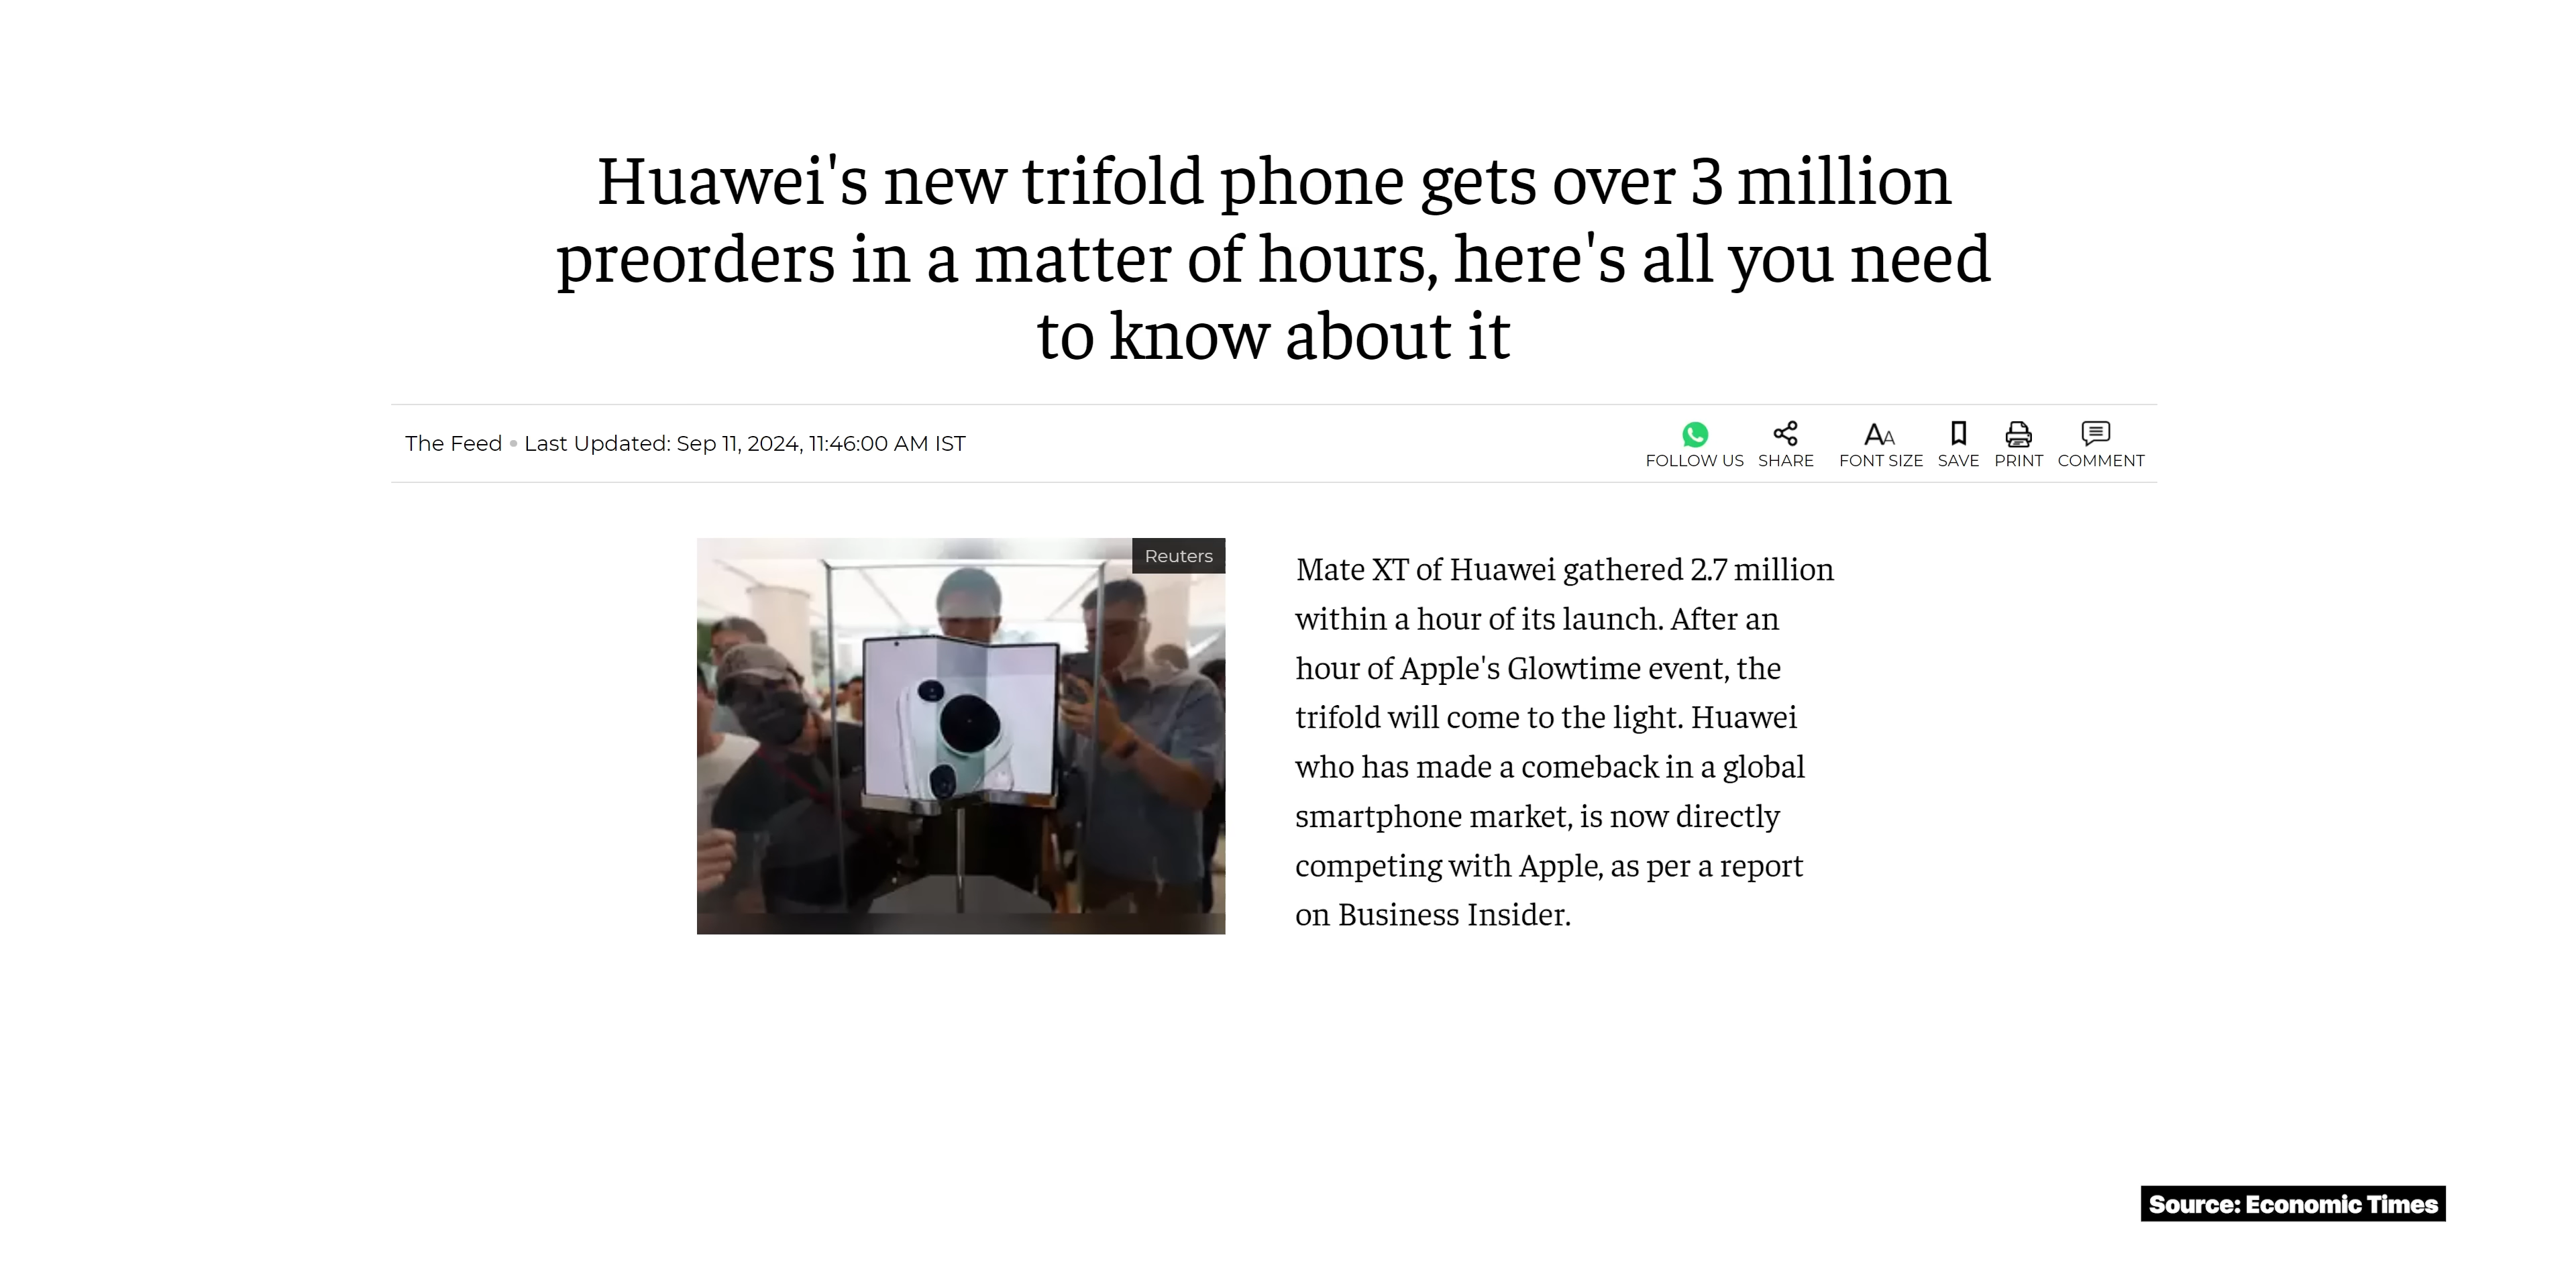 Huawei's new trifold phone gets over 3 million
preorders in a matter of hours, here's all you need
to know about it
The Feed • Last Updated: Sep 11, 2024, 11:46:00 AM IST
FOLLOW US SHARE FONT SIZE SAVE PRINT COMMENT
Reuters
Mate XT of Huawei gathered 2.7 million
within a hour of its launch. After an
hour of Apple's Glowtime event, the
trifold will come to the light. Huawei
who has made a comeback in a global
smartphone market, is now directly
competing with Apple, as per a report
on Business Insider.
Source: Economic Times